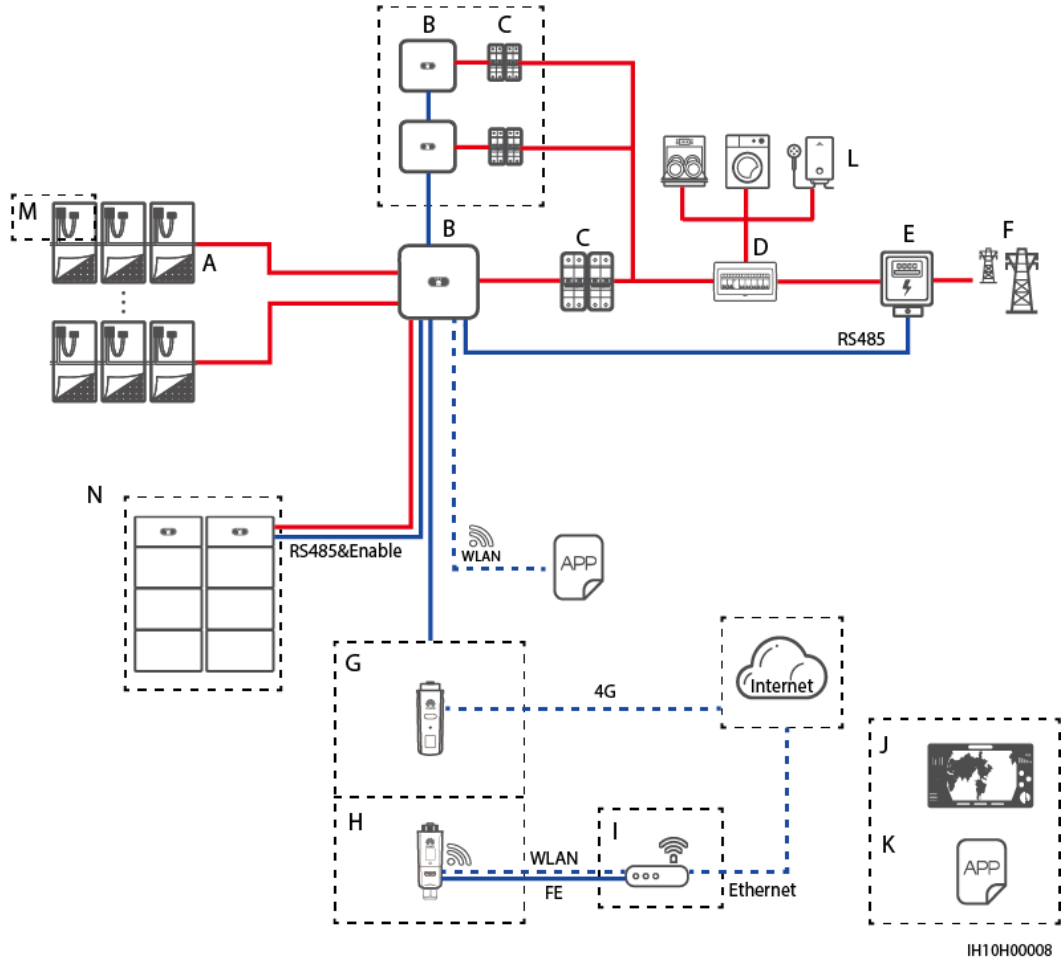 B
C
M
A
B
C
D
L
E
F
RS485
N
RS485&Enable
WLAN
APP
G
4G
Internet
H
WLAN
FE
I
Ethernet
J
K
APP
IH10H00008